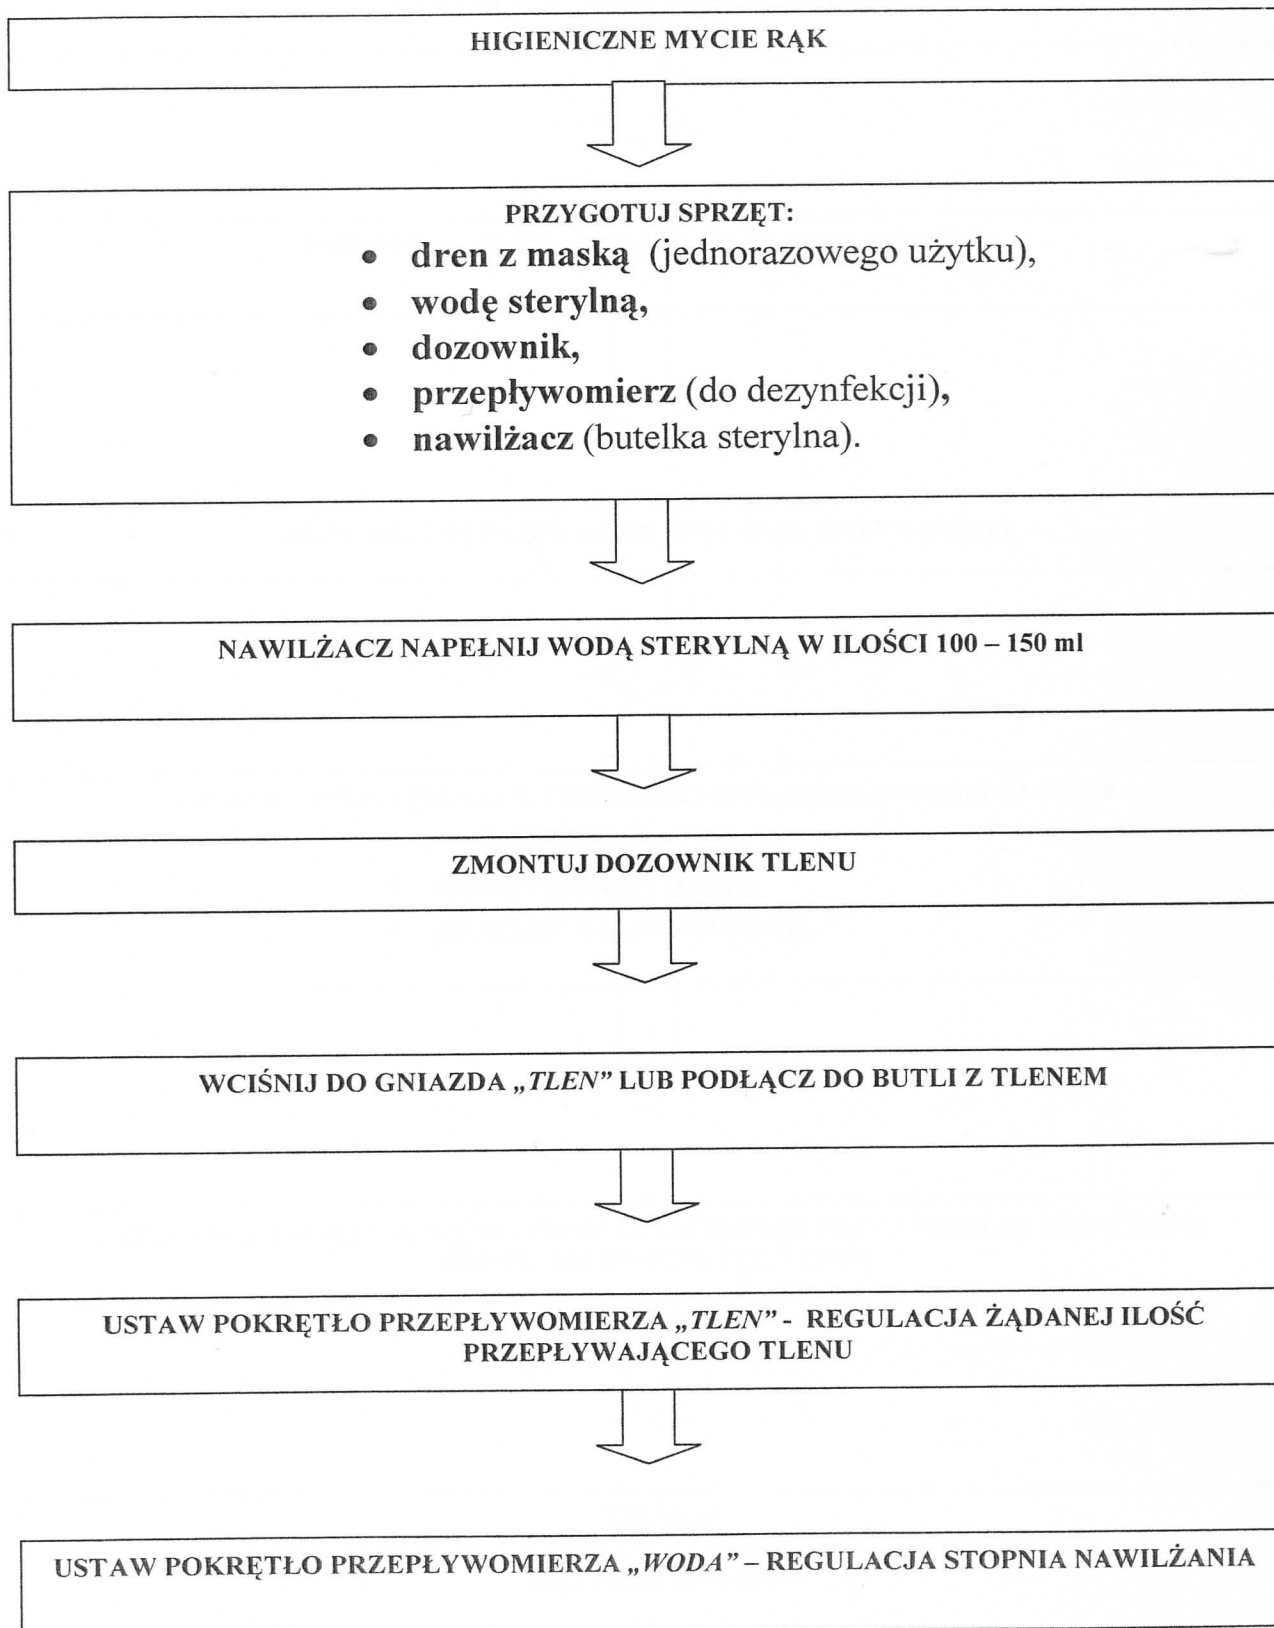 HIGIENICZNE MYCIE RĄK
PRZYGOTUJ SPRZĘT:
• dren z maską (jednorazowego użytku),
• wodę sterylną,
• dozownik,
• przepływomierz (do dezynfekcji),
• nawilżacz (butelka sterylna).
NAWILŻACZ NAPEŁNIJ WODĄ STERYLNĄ W ILOŚCI 100 – 150 ml
ZMONTUJ DOZOWNIK TLENU
WCIŚNIJ DO GNIAZDA „TLEN” LUB PODŁĄCZ DO BUTLI Z TLENEM
USTAW POKRĘTŁO PRZEPŁYWOMIERZA „TLEN” - REGULACJA ŻĄDANEJ ILOŚĆ
PRZEPŁYWAJĄCEGO TLENU
USTAW POKRĘTŁO PRZEPŁYWOMIERZA „WODA” – REGULACJA STOPNIA NAWILŻANIA